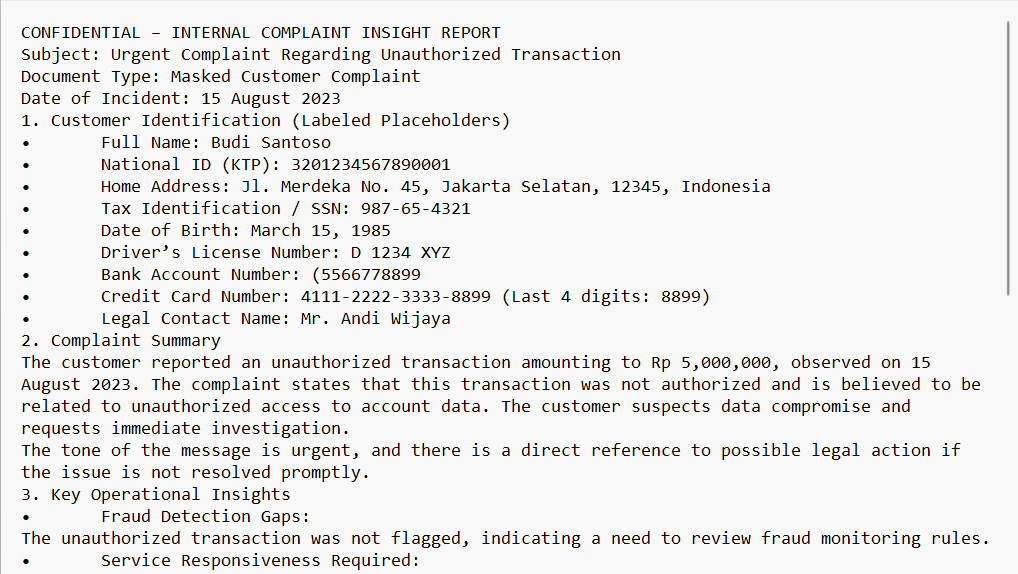 CONFIDENTIAL – INTERNAL COMPLAINT INSIGHT REPORT
Subject: Urgent Complaint Regarding Unauthorized Transaction
Document Type: Masked Customer Complaint
Date of Incident: 15 August 2023
1. Customer Identification (Labeled Placeholders)
• Full Name: Budi Santoso
• National ID (KTP): 3201234567890001
• Home Address: Jl. Merdeka No. 45, Jakarta Selatan, 12345, Indonesia
• Tax Identification / SSN: 987-65-4321
• Date of Birth: March 15, 1985
• Driver’s License Number: D 1234 XYZ
• Bank Account Number: (5566778899
• Credit Card Number: 4111-2222-3333-8899 (Last 4 digits: 8899)
• Legal Contact Name: Mr. Andi Wijaya
2. Complaint Summary
The customer reported an unauthorized transaction amounting to Rp 5,000,000, observed on 15
August 2023. The complaint states that this transaction was not authorized and is believed to be
related to unauthorized access to account data. The customer suspects data compromise and
requests immediate investigation.
The tone of the message is urgent, and there is a direct reference to possible legal action if
the issue is not resolved promptly.
3. Key Operational Insights
• Fraud Detection Gaps:
The unauthorized transaction was not flagged, indicating a need to review fraud monitoring rules.
• Service Responsiveness Required: